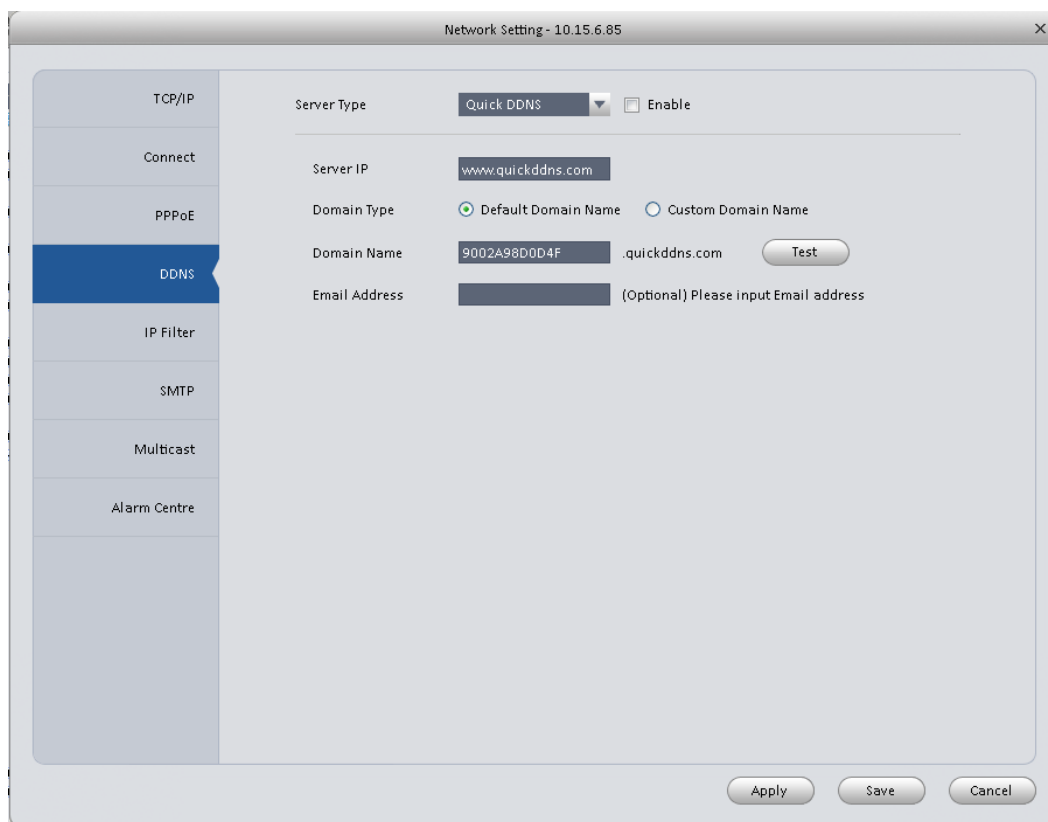 Network Setting - 10.15.6.85
TCP/IP
Connect
PPPoE
DDNS
IP Filter
SMTP
Multicast
Alarm Centre
Server Type Quick DDNS Enable
Server IP www.quickddns.com
Domain Type Default Domain Name Custom Domain Name
Domain Name 9002A98D0D4F .quickddns.com Test
Email Address (Optional) Please input Email address
Apply Save Cancel